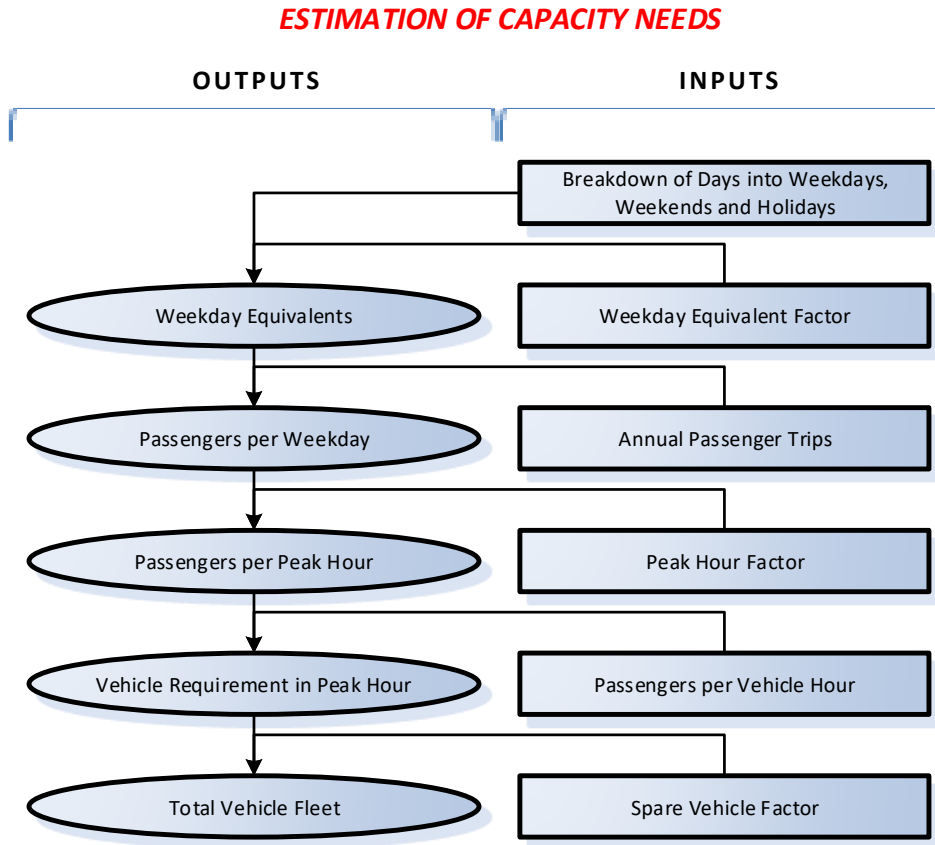 ESTIMATION OF CAPACITY NEEDS
OUTPUTS
INPUTS
Breakdown of Days into Weekdays,
Weekends and Holidays
Weekday Equivalents
Weekday Equivalent Factor
Passengers per Weekday
Annual Passenger Trips
Passengers per Peak Hour
Peak Hour Factor
Vehicle Requirement in Peak Hour
Passengers per Vehicle Hour
Total Vehicle Fleet
Spare Vehicle Factor